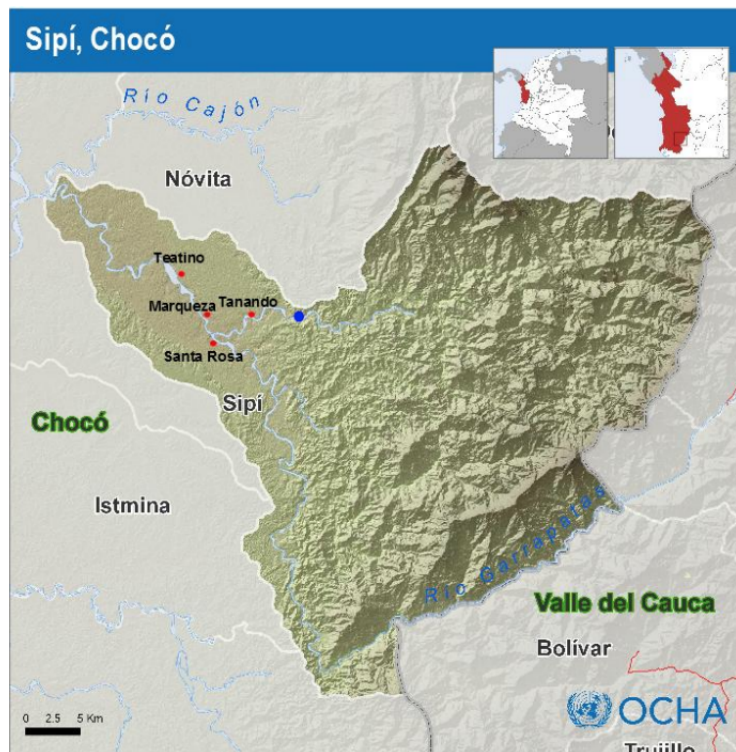 Sipí, Chocó
Río Cajón
Nóvita
Teatino
Marqueza
Tanando
Santa Rosa
Sipí
Chocó
Istmina
Río Garrapatas
Valle del Cauca
Bolívar
OCHA
0 2.5 5 Km
Trujillo